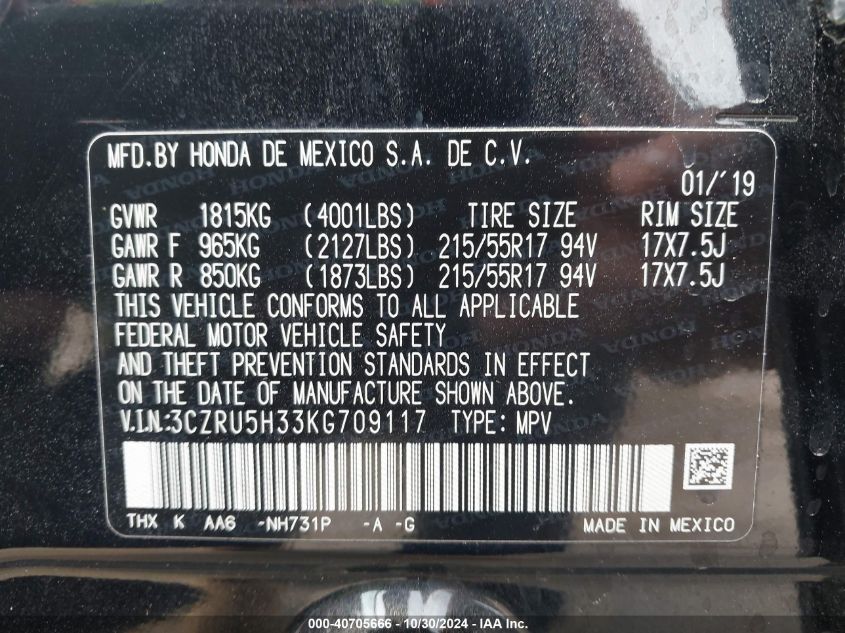 MFD.BY HONDA DE MEXICO S.A. DE C.V.
01/'19
GVWR 1815KG (4001LBS) TIRE SIZE RIM SIZE
GAWR F 965KG (2127LBS) 215/55R17 94V 17X7.5J
GAWR R 850KG (1873LBS) 215/55R17 94V 17X7.5J
THIS VEHICLE CONFORMS TO ALL APPLICABLE
FEDERAL MOTOR VEHICLE SAFETY
AND THEFT PREVENTION STANDARDS IN EFFECT
ON THE DATE OF MANUFACTURE SHOWN ABOVE.
V.I.N:3CZRU5H33KG709117 TYPE: MPV
THX K AA6 -NH731P -A -G MADE IN MEXICO
000-40705666 - 10/30/2024 - IAA Inc.